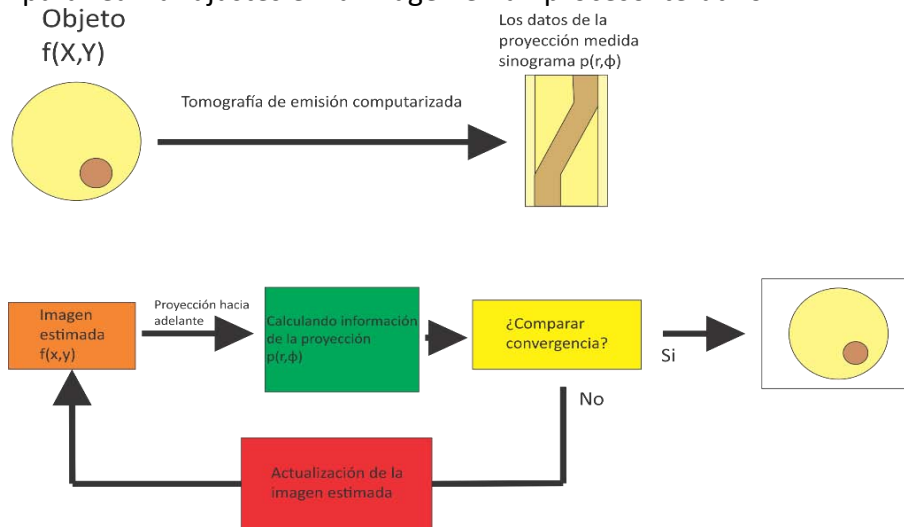 Objeto
f(X,Y)
Tomografía de emisión computarizada
Los datos de la
proyección medida
sinograma p(r,ϕ)
Imagen
estimada
f(x,y)
Proyección hacia
adelante
Calculando información
de la proyección
p(r,ϕ)
¿Comparar
convergencia?
Si
No
Actualización de la
imagen estimada